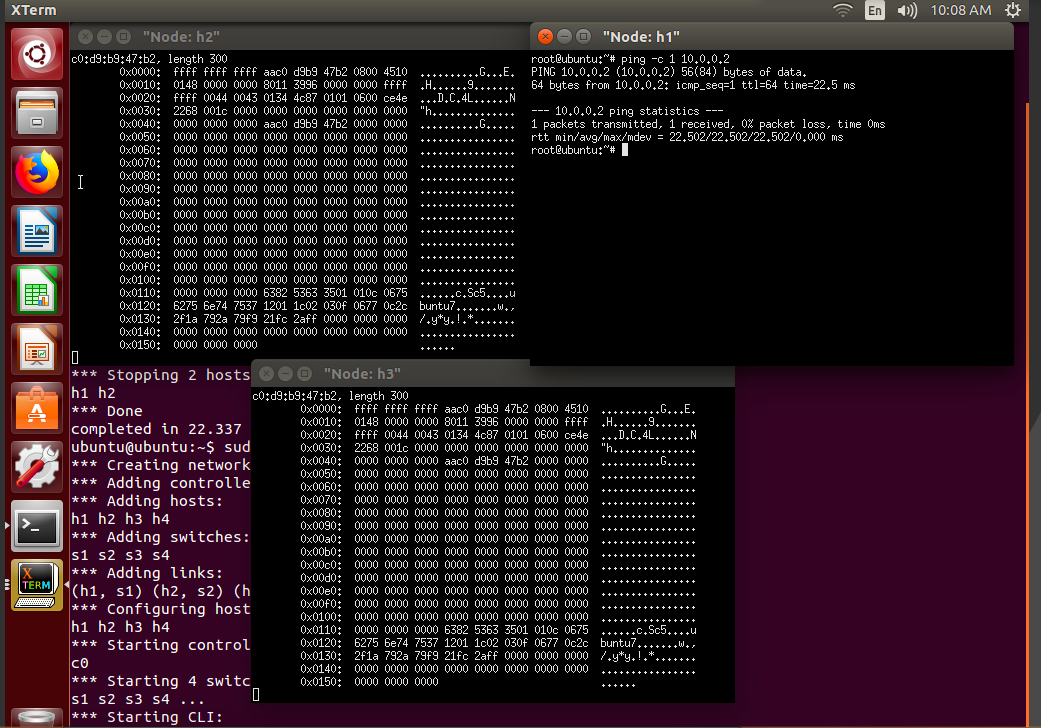 XTerm
En
10:08 AM
"Node: h2"
c0:d9:b9:47:b2, length 300
0x0000: ffff ffff ffff aac0 d9b9 47b2 0800 4510 ..........G...E.
0x0010: 0148 0000 0000 8011 3996 0000 0000 ffff .H......9.......
0x0020: ffff 0044 0043 0134 4c87 0101 0600 ce4e ...D.C.4L......N
0x0030: 2268 001c 0000 0000 0000 0000 0000 0000 "h..............
0x0040: 0000 0000 0000 aac0 d9b9 47b2 0000 0000 ..........G.....
0x0050: 0000 0000 0000 0000 0000 0000 0000 0000 ................
0x0060: 0000 0000 0000 0000 0000 0000 0000 0000 ................
0x0070: 0000 0000 0000 0000 0000 0000 0000 0000 ................
0x0080: 0000 0000 0000 0000 0000 0000 0000 0000 ................
0x0090: 0000 0000 0000 0000 0000 0000 0000 0000 ................
0x00a0: 0000 0000 0000 0000 0000 0000 0000 0000 ................
0x00b0: 0000 0000 0000 0000 0000 0000 0000 0000 ................
0x00c0: 0000 0000 0000 0000 0000 0000 0000 0000 ................
0x00d0: 0000 0000 0000 0000 0000 0000 0000 0000 ................
0x00e0: 0000 0000 0000 0000 0000 0000 0000 0000 ................
0x00f0: 0000 0000 0000 0000 0000 0000 0000 0000 ................
0x0100: 0000 0000 0000 0000 0000 0000 0000 0000 ................
0x0110: 0000 0000 0000 6382 5363 3501 010c 0675 ......c.Sc5....u
0x0120: 6275 6e74 7537 1201 1c02 030f 0677 0c2c buntu7.......w.,
0x0130: 2f1a 792a 79f9 21fc 2aff 0000 0000 0000 /.y*y.!.*.......
0x0140: 0000 0000 0000 0000 0000 0000 0000 0000 ................
0x0150: 0000 0000 0000 ......
"Node: h1"
root@ubuntu:~# ping -c 1 10.0.0.2
PING 10.0.0.2 (10.0.0.2) 56(84) bytes of data.
64 bytes from 10.0.0.2: icmp_seq=1 ttl=64 time=22.5 ms
--- 10.0.0.2 ping statistics ---
1 packets transmitted, 1 received, 0% packet loss, time 0ms
rtt min/avg/max/mdev = 22.502/22.502/22.502/0.000 ms
root@ubuntu:~#
*** Stopping 2 hosts
h1 h2
*** Done
completed in 22.337
ubuntu@ubuntu:~$ sud
*** Creating network
*** Adding controlle
*** Adding hosts:
h1 h2 h3 h4
*** Adding switches:
s1 s2 s3 s4
*** Adding links:
(h1, s1) (h2, s2) (h
*** Configuring host
h1 h2 h3 h4
*** Starting control
c0
*** Starting 4 switc
s1 s2 s3 s4 ...
*** Starting CLI:
"Node: h3"
c0:d9:b9:47:b2, length 300
0x0000: ffff ffff ffff aac0 d9b9 47b2 0800 4510 ..........G...E.
0x0010: 0148 0000 0000 8011 3996 0000 0000 ffff .H......9.......
0x0020: ffff 0044 0043 0134 4c87 0101 0600 ce4e ...D.C.4L......N
0x0030: 2268 001c 0000 0000 0000 0000 0000 0000 "h..............
0x0040: 0000 0000 0000 aac0 d9b9 47b2 0000 0000 ..........G.....
0x0050: 0000 0000 0000 0000 0000 0000 0000 0000 ................
0x0060: 0000 0000 0000 0000 0000 0000 0000 0000 ................
0x0070: 0000 0000 0000 0000 0000 0000 0000 0000 ................
0x0080: 0000 0000 0000 0000 0000 0000 0000 0000 ................
0x0090: 0000 0000 0000 0000 0000 0000 0000 0000 ................
0x00a0: 0000 0000 0000 0000 0000 0000 0000 0000 ................
0x00b0: 0000 0000 0000 0000 0000 0000 0000 0000 ................
0x00c0: 0000 0000 0000 0000 0000 0000 0000 0000 ................
0x00d0: 0000 0000 0000 0000 0000 0000 0000 0000 ................
0x00e0: 0000 0000 0000 0000 0000 0000 0000 0000 ................
0x00f0: 0000 0000 0000 0000 0000 0000 0000 0000 ................
0x0100: 0000 0000 0000 0000 0000 0000 0000 0000 ................
0x0110: 0000 0000 0000 6382 5363 3501 010c 0675 ......c.Sc5....u
0x0120: 6275 6e74 7537 1201 1c02 030f 0677 0c2c buntu7.......w.,
0x0130: 2f1a 792a 79f9 21fc 2aff 0000 0000 0000 /.y*y.!.*.......
0x0140: 0000 0000 0000 0000 0000 0000 0000 0000 ................
0x0150: 0000 0000 0000 ......
>_
X
TERM